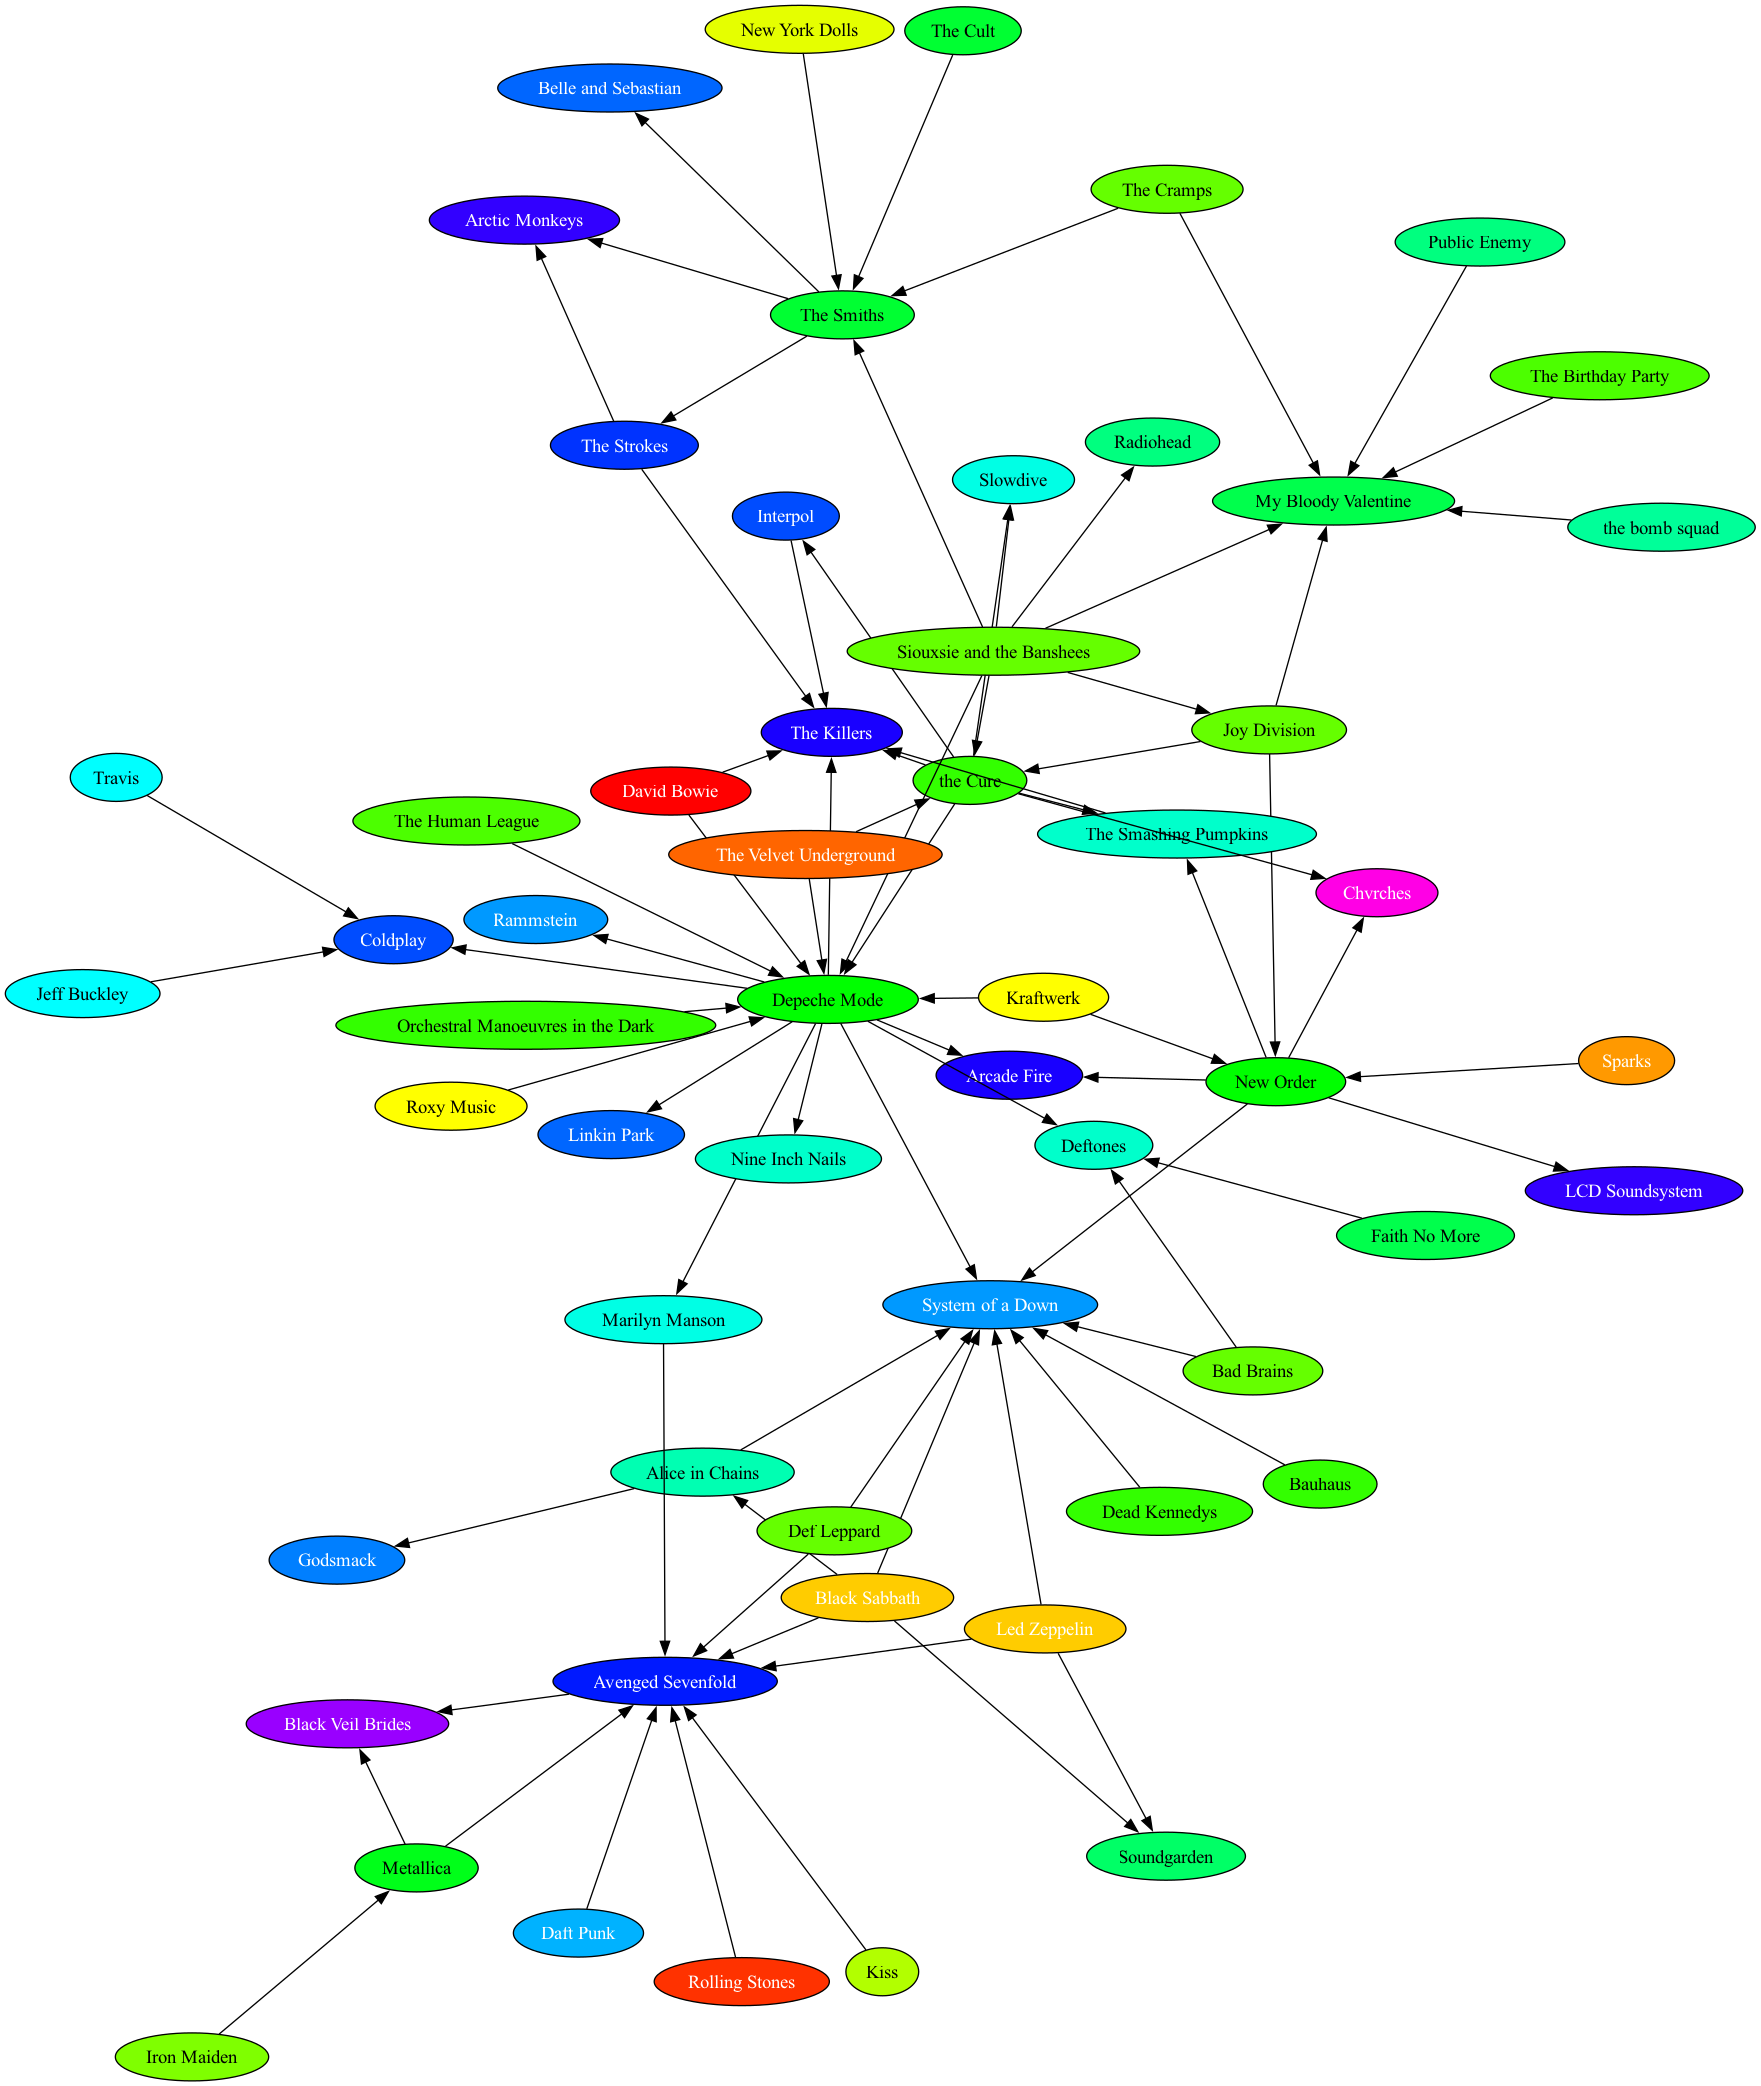 New York Dolls
The Cult
Belle and Sebastian
The Cramps
Arctic Monkeys
Public Enemy
The Smiths
The Birthday Party
Radiohead
The Strokes
Slowdive
My Bloody Valentine
Interpol
the bomb squad
Siouxsie and the Banshees
Joy Division
The Killers
Travis
the Cure
David Bowie
The Human League
The Smashing Pumpkins
The Velvet Underground
Chvrches
Rammstein
Coldplay
Jeff Buckley
Depeche Mode
Kraftwerk
Orchestral Manoeuvres in the Dark
Sparks
Arcade Fire
New Order
Roxy Music
Linkin Park
Deftones
Nine Inch Nails
LCD Soundsystem
Faith No More
System of a Down
Marilyn Manson
Bad Brains
Alice in Chains
Bauhaus
Dead Kennedys
Def Leppard
Godsmack
Black Sabbath
Led Zeppelin
Avenged Sevenfold
Black Veil Brides
Soundgarden
Metallica
Daft Punk
Kiss
Rolling Stones
Iron Maiden